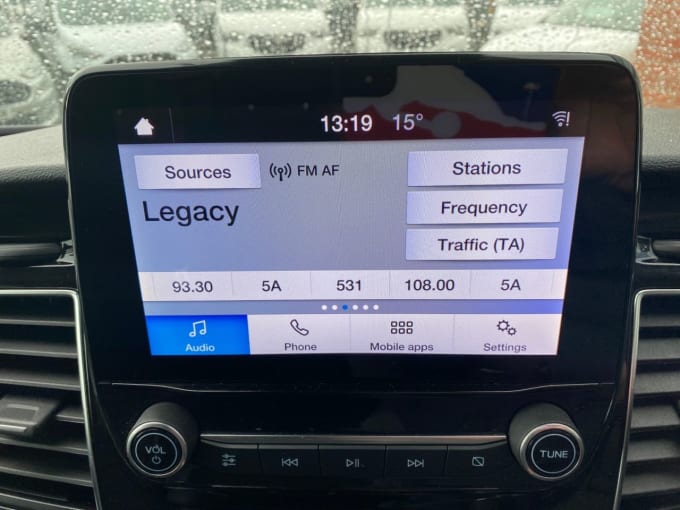 13:19 15°
Sources FM AF Stations
Legacy
Frequency
Traffic (TA)
93.30 5A 531 108.00 5A
Audio Phone Mobile apps Settings
VOL TUNE